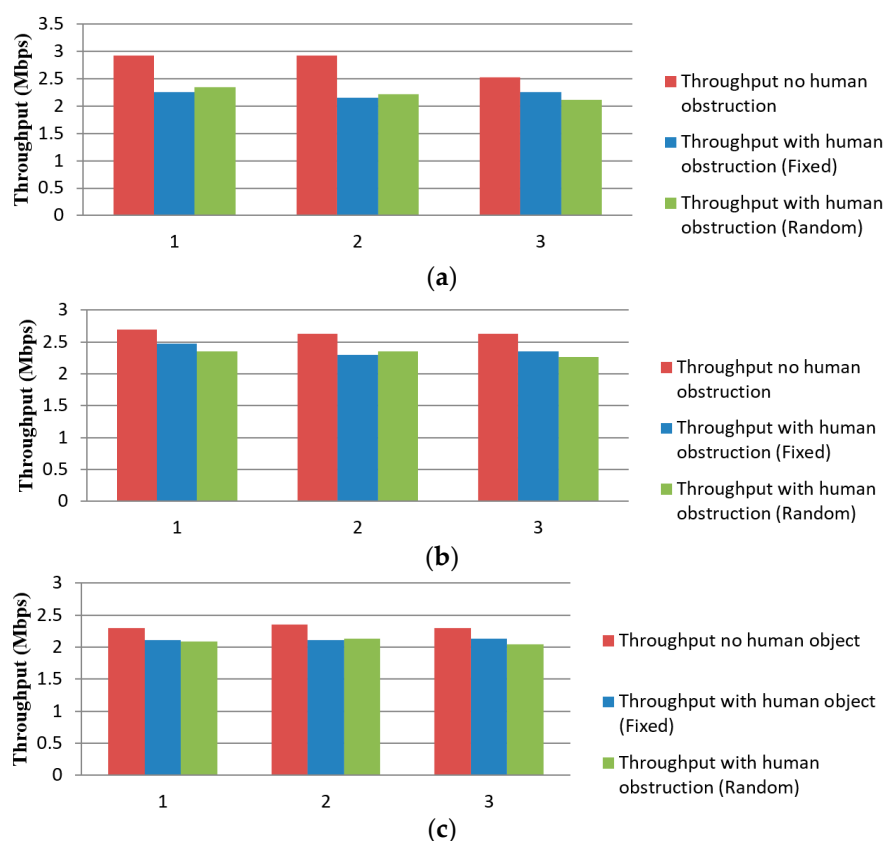 3.5
3
2.5
2
1.5
1
0.5
0
Throughput (Mbps)
1
2
3
Throughput no human
obstruction
Throughput with human
obstruction (Fixed)
Throughput with human
obstruction (Random)
(a)
3
2.5
2
1.5
1
0.5
0
Throughput (Mbps)
1
2
3
Throughput no human
obstruction
Throughput with human
obstruction (Fixed)
Throughput with human
obstruction (Random)
(b)
3
2.5
2
1.5
1
0.5
0
Throughput (Mbps)
1
2
3
Throughput no human object
Throughput with human object
(Fixed)
Throughput with human
obstruction (Random)
(c)